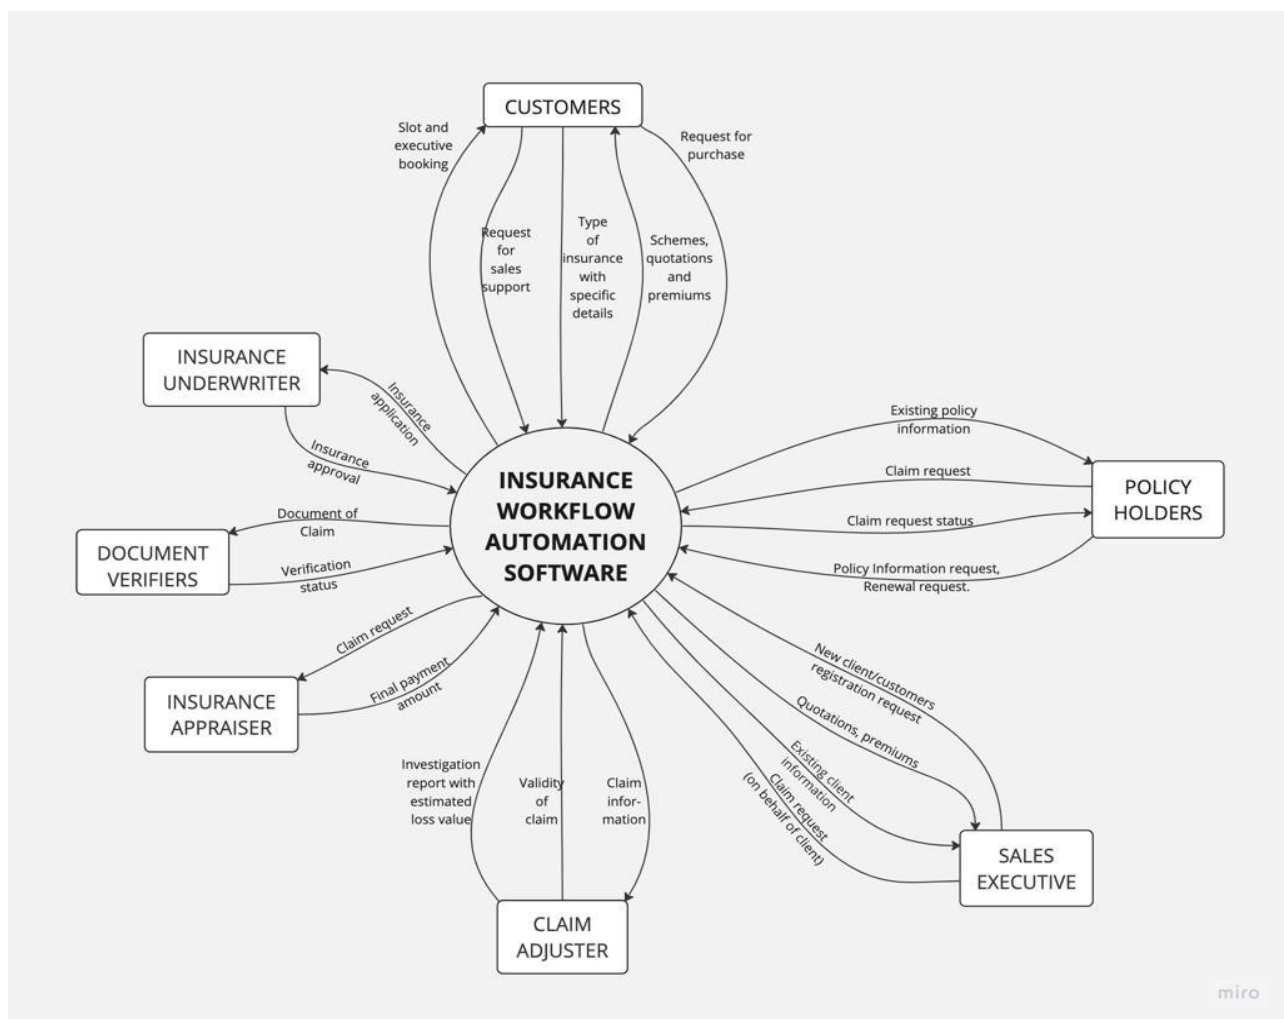 CUSTOMERS
Slot and
executive
booking
Request for
purchase
Request
for
sales
support
Type
of
insurance
with
specific
details
Schemes,
quotations
and
premiums
INSURANCE
UNDERWRITER
Insurance
application
Insurance
approval
Existing policy
information
Claim request
POLICY
HOLDERS
Claim request status
Policy Information request,
Renewal request.
INSURANCE
WORKFLOW
AUTOMATION
SOFTWARE
Document of
Claim
DOCUMENT
VERIFIERS
Verification
status
Claim request
INSURANCE
APPRAISER
Final payment
amount
New client/customers
registration request
Quotations, premiums
Existing client
information
Claim request
(on behalf of client)
Investigation
report with
estimated
loss value
Validity
of
claim
Claim
infor-
mation
SALES
EXECUTIVE
CLAIM
ADJUSTER
miro